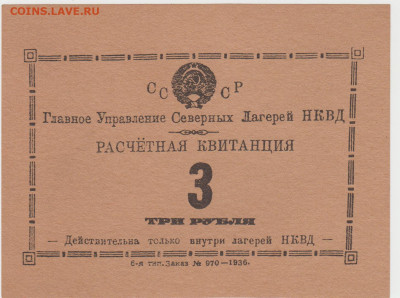 COINS.LAVE.RU
СССР
Главное Управление Северных Лагерей НКВД
РАСЧЁТНАЯ КВИТАНЦИЯ
3
ТРИ РУБЛЯ
— Действительна только внутри лагерей НКВД —
6-я тип. Заказ № 970 —1936.